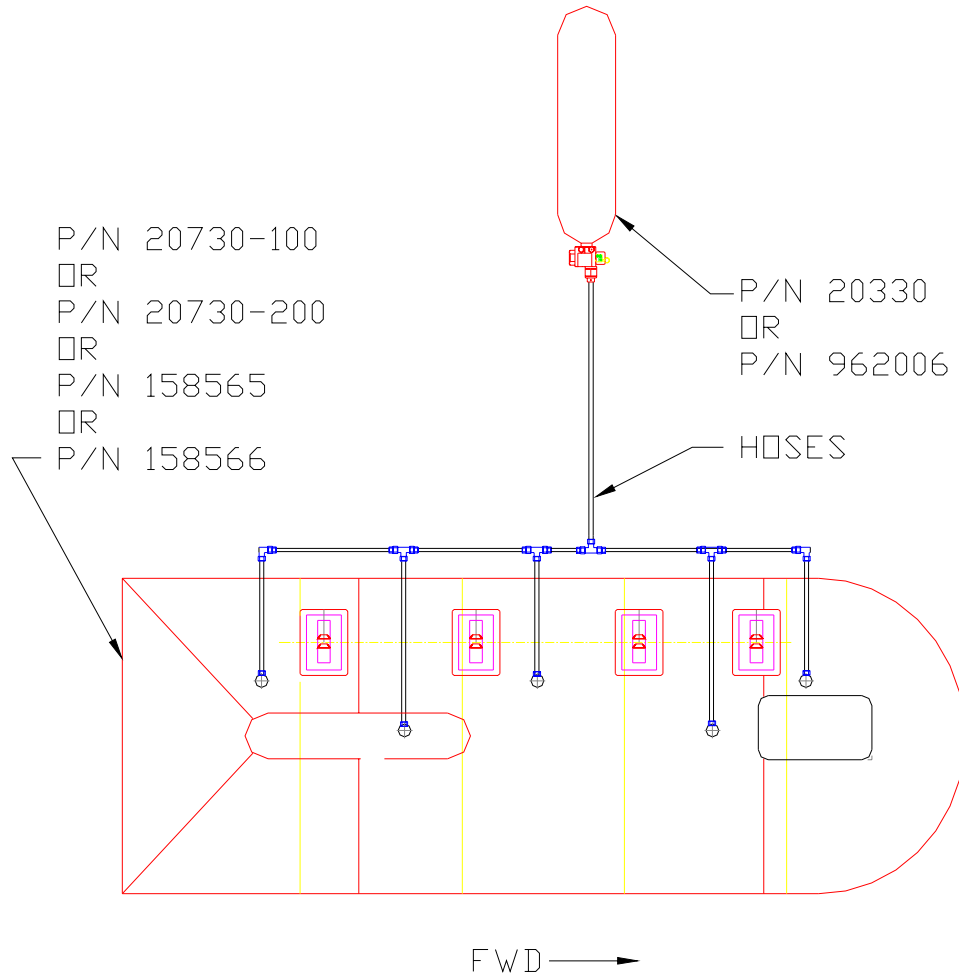 P/N 20730-100
OR
P/N 20730-200
OR
P/N 158565
OR
P/N 158566
P/N 20330
OR
P/N 962006
HOSES
FWD